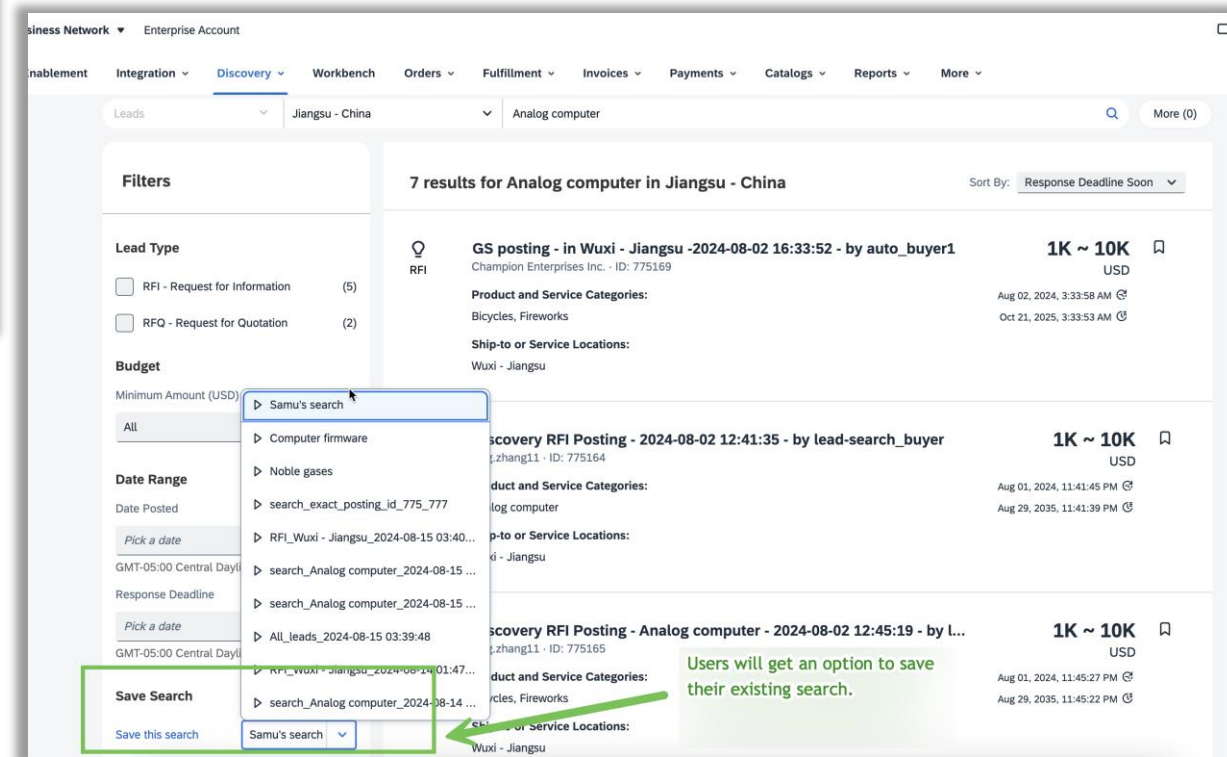 siness Network ▼ Enterprise Account
nablement Integration Discovery Workbench Orders Fulfillment Invoices Payments Catalogs Reports More
Leads Jiangsu - China Analog computer More (0)
Filters
Lead Type
RFI - Request for Information (5)
RFQ - Request for Quotation (2)
Budget
Minimum Amount (USD)
All
Date Range
Date Posted
Pick a date
GMT-05:00 Central Dayli
Response Deadline
Pick a date
GMT-05:00 Central Dayli
Save Search
Save this search Samu's search
Samu's search
Computer firmware
Noble gases
search_exact_posting_id_775_777
RFI_Wuxi - Jiangsu_2024-08-15 03:40...
search_Analog computer_2024-08-15 ...
search_Analog computer_2024-08-15 ...
All_leads_2024-08-15 03:39:48
RFI_Wuxi - Jiangsu_2024-08-14 01:47...
search_Analog computer_2024-08-14 ...
7 results for Analog computer in Jiangsu - China
Sort By: Response Deadline Soon
RFI
GS posting - in Wuxi - Jiangsu -2024-08-02 16:33:52 - by auto_buyer1
Champion Enterprises Inc. · ID: 775169
Product and Service Categories:
Bicycles, Fireworks
Ship-to or Service Locations:
Wuxi - Jiangsu
1K ~ 10K
USD
Aug 02, 2024, 3:33:58 AM
Oct 21, 2025, 3:33:53 AM
scovery RFI Posting - 2024-08-02 12:41:35 - by lead-search_buyer
.zhang11 · ID: 775164
duct and Service Categories:
log computer
p-to or Service Locations:
xi - Jiangsu
1K ~ 10K
USD
Aug 01, 2024, 11:41:45 PM
Aug 29, 2035, 11:41:39 PM
scovery RFI Posting - Analog computer - 2024-08-02 12:45:19 - by l...
.zhang11 · ID: 775165
duct and Service Categories:
ycles, Fireworks
Ship-to or Service Locations:
Wuxi - Jiangsu
1K ~ 10K
USD
Aug 01, 2024, 11:45:27 PM
Aug 29, 2035, 11:45:22 PM
Users will get an option to save
their existing search.